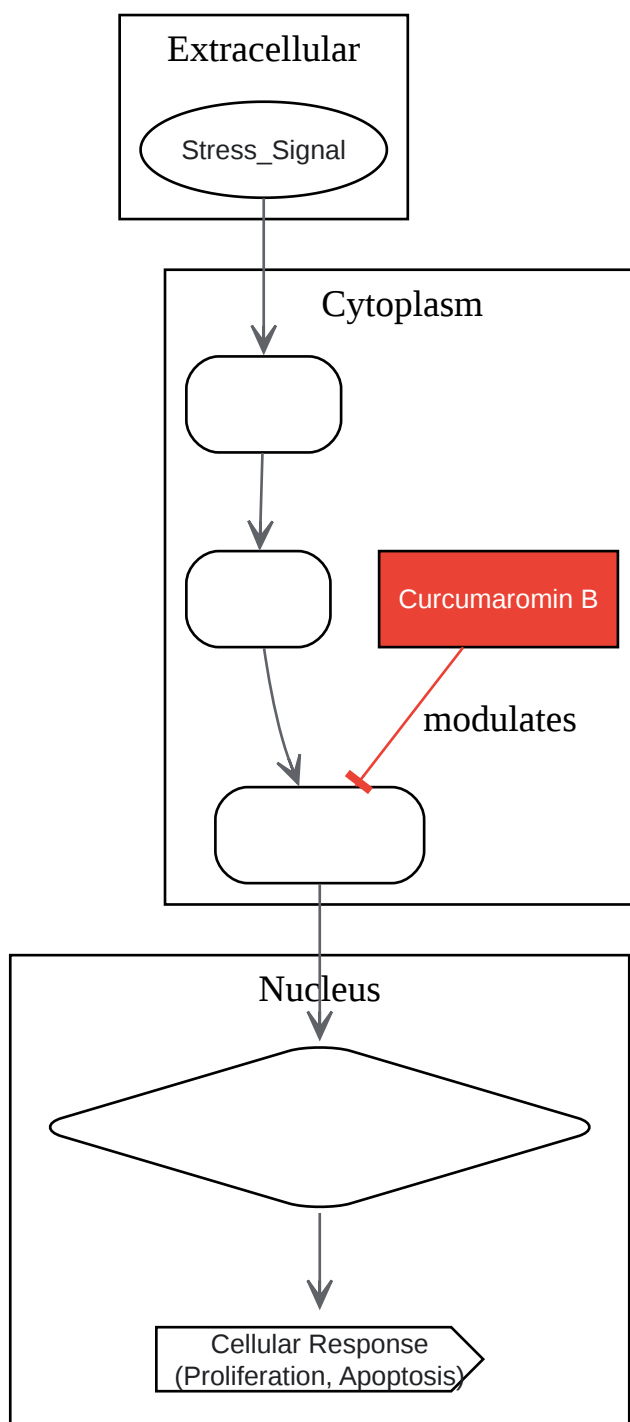 Extracellular
Stress_Signal
Cytoplasm
Curcumaromin B
modulates
Nucleus
Cellular Response
(Proliferation, Apoptosis)